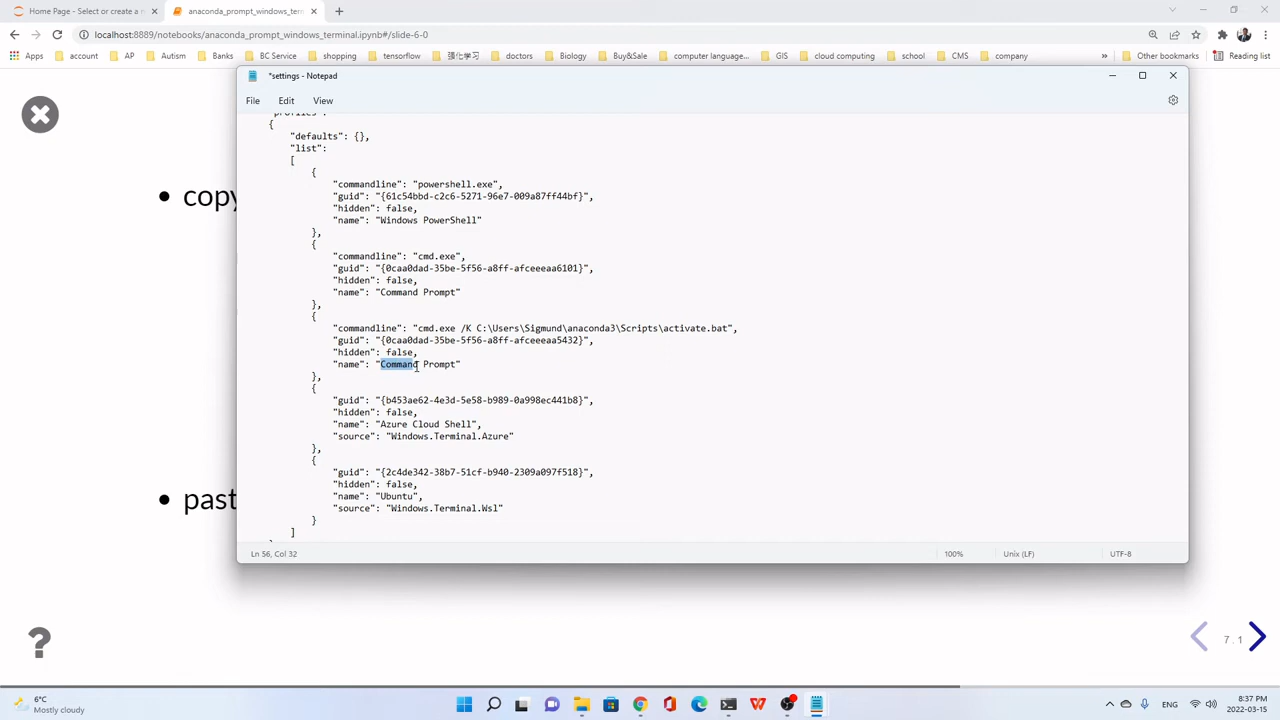 Home Page - Select or create a n
anaconda_prompt_windows_term
localhost:8889/notebooks/anaconda_prompt_windows_terminal.ipynb#/slide-6-0
Apps
account
AP
Autism
Banks
BC Service
shopping
tensorflow
強化學習
doctors
Biology
Buy&Sale
computer language...
GIS
cloud computing
school
CMS
company
»
Other bookmarks
Reading list
*settings - Notepad
File Edit View
"profiles":
{
"defaults": {},
"list":
[
{
"commandline": "powershell.exe",
"guid": "{61c54bbd-c2c6-5271-96e7-009a87ff44bf}",
"hidden": false,
"name": "Windows PowerShell"
},
{
"commandline": "cmd.exe",
"guid": "{0caa0dad-35be-5f56-a8ff-afceeeaa6101}",
"hidden": false,
"name": "Command Prompt"
},
{
"commandline": "cmd.exe /K C:\Users\Sigmund\anaconda3\Scripts\activate.bat",
"guid": "{0caa0dad-35be-5f56-a8ff-afceeeaa5432}",
"hidden": false,
"name": "Command Prompt"
},
{
"guid": "{b453ae62-4e3d-5e58-b989-0a998ec441b8}",
"hidden": false,
"name": "Azure Cloud Shell",
"source": "Windows.Terminal.Azure"
},
{
"guid": "{2c4de342-38b7-51cf-b940-2309a097f518}",
"hidden": false,
"name": "Ubuntu",
"source": "Windows.Terminal.Wsl"
}
]
Ln 56, Col 32
100%
Unix (LF)
UTF-8
• copy
• past
?
7 . 1
6°C
Mostly cloudy
ENG
8:37 PM
2022-03-15